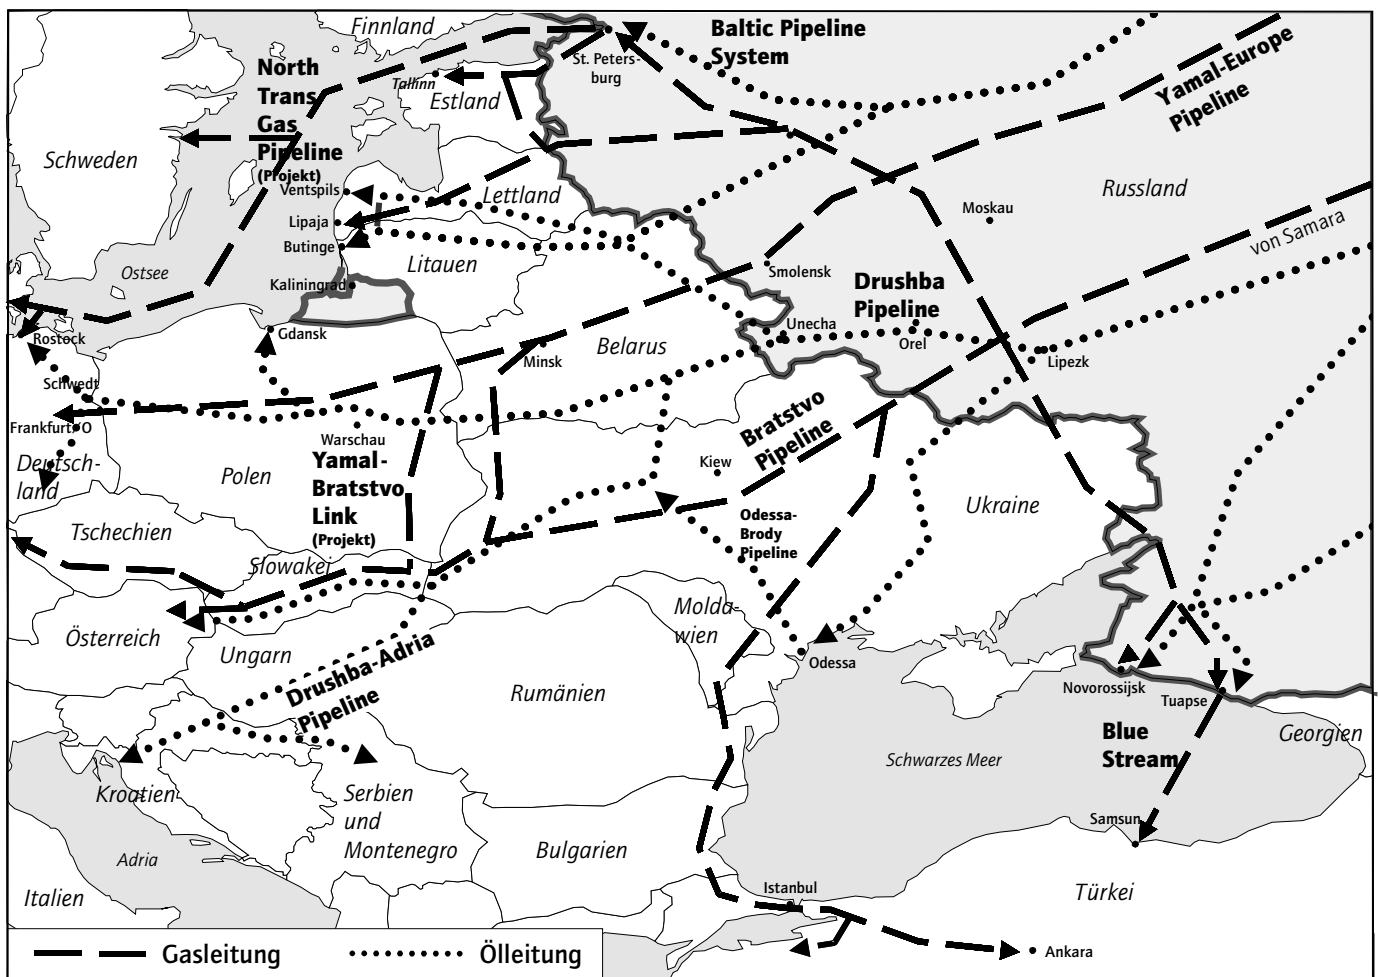 Finnland
Baltic Pipeline
System
St. Peters-
burg
North
Trans
Gas
Pipeline
(Projekt)
Tallinn
Estland
Yamal-Europe
Pipeline
Schweden
Ventspils
Lettland
Russland
Lipaja
Moskau
Butinge
von Samara
Ostsee
Litauen
Kaliningrad
Smolensk
Drushba
Pipeline
Rostock
Gdansk
Unecha
Orel
Belarus
Minsk
Lipezk
Schwedt
Frankfurt/O
Warschau
Bratstvo
Pipeline
Deutsch-
land
Polen
Yamal-
Bratstvo
Link
(Projekt)
Kiew
Ukraine
Odessa-
Brody
Pipeline
Tschechien
Slowakei
Österreich
Ungarn
Molda-
wien
Odessa
Drushba-Adria
Pipeline
Rumänien
Novorossijsk
Tuapse
Blue
Stream
Georgien
Schwarzes Meer
Kroatien
Serbien
und
Montenegro
Samsun
Adria
Bulgarien
Italien
Istanbul
Türkei
Ankara
Gasleitung
Ölleitung